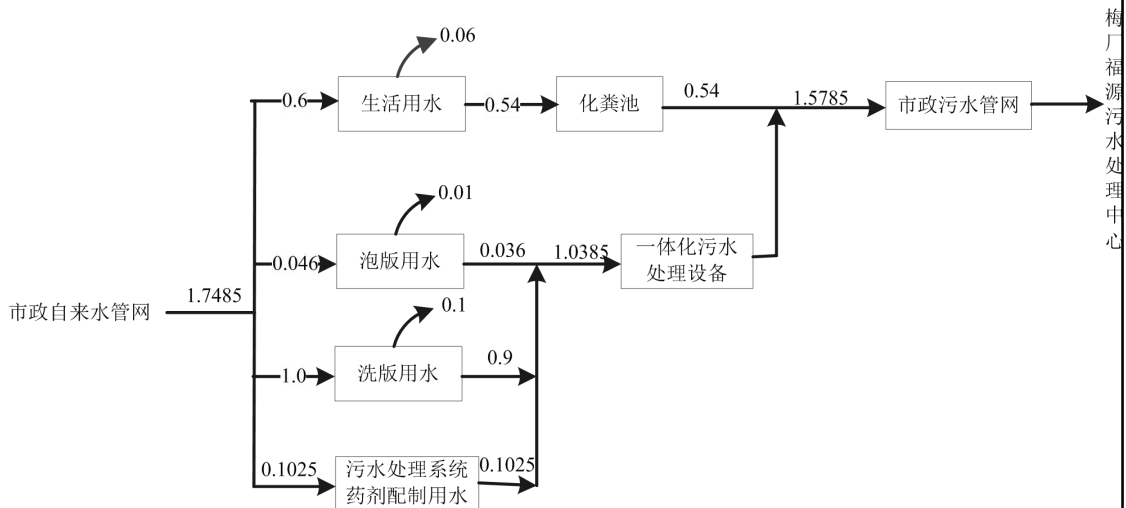 0.06
0.6
生活用水
0.54
化粪池
0.54
1.5785
市政污水管网
梅厂福源污水处理中心
0.01
0.046
泡版用水
0.036
1.0385
一体化污水
处理设备
市政自来水管网
1.7485
0.1
1.0
洗版用水
0.9
0.1025
污水处理系统
药剂配制用水
0.1025